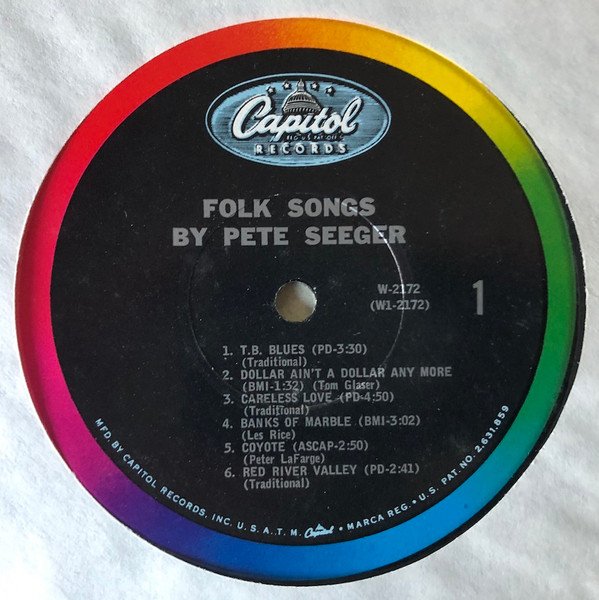 Capitol
RECORDS
FOLK SONGS
BY PETE SEEGER
W-2172
(W1-2172)
1
1. T.B. BLUES (PD-3:30)
(Traditional)
2. DOLLAR AIN'T A DOLLAR ANY MORE
(BMI-1:32) (Tom Glaser)
3. CARELESS LOVE (PD-4:50)
(Traditional)
4. BANKS OF MARBLE (BMI-3:02)
(Les Rice)
5. COYOTE (ASCAP-2:50)
(Peter LaFarge)
6. RED RIVER VALLEY (PD-2:41)
(Traditional)
MFD. BY CAPITOL RECORDS, INC. U.S.A. T.M. Capitol • MARCA REG. • U.S. PAT. NO. 2,631,859